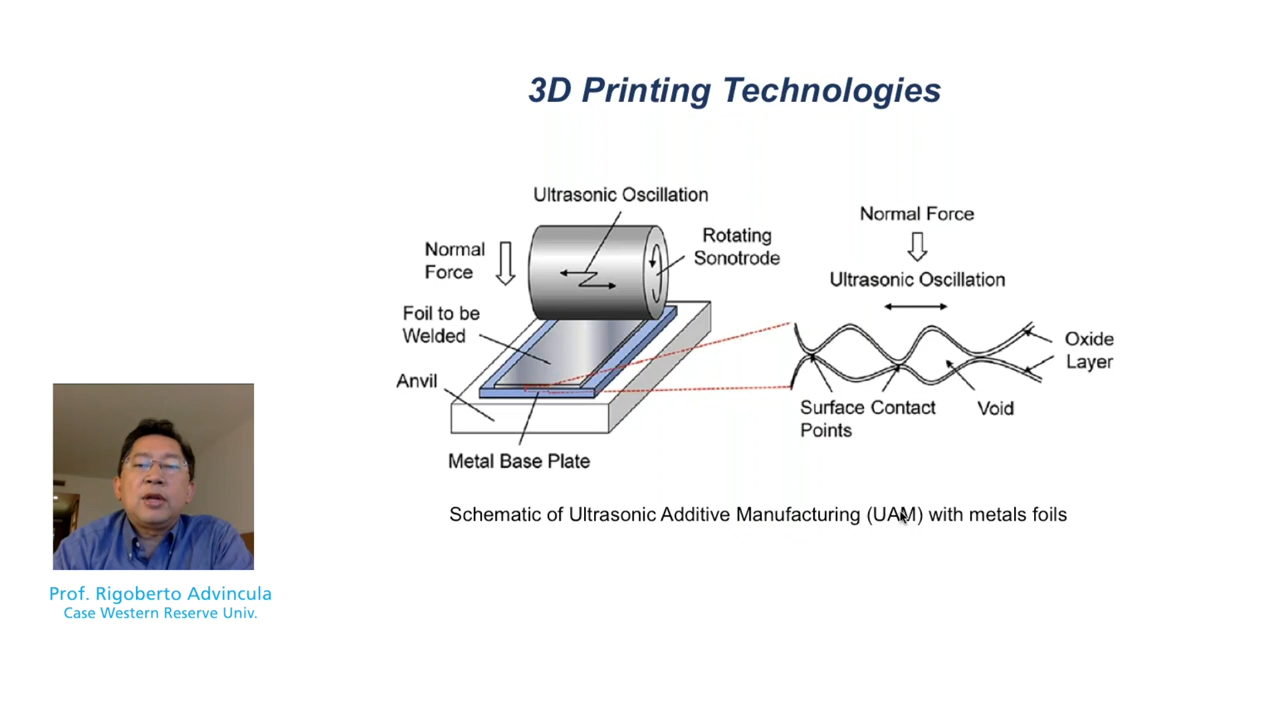 3D Printing Technologies
Ultrasonic Oscillation
Normal
Force
Rotating
Sonotrode
Foil to be
Welded
Anvil
Metal Base Plate
Normal Force
Ultrasonic Oscillation
Oxide
Layer
Surface Contact
Points
Void
Schematic of Ultrasonic Additive Manufacturing (UAM) with metals foils
Prof. Rigoberto Advincula
Case Western Reserve Univ.